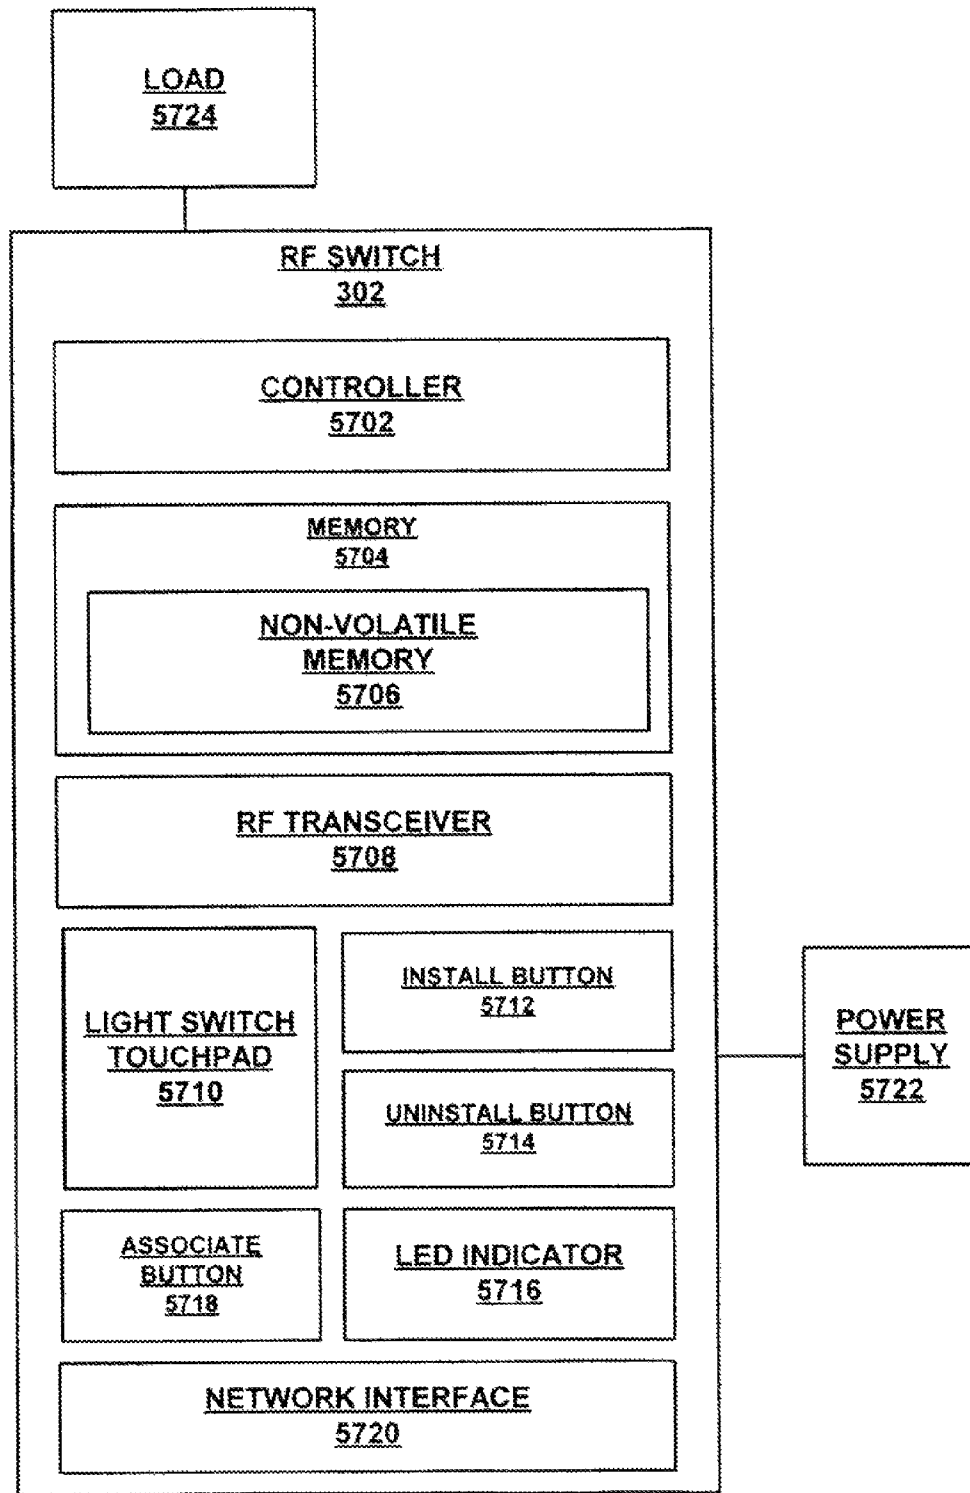 LOAD
5724
RF SWITCH
302
CONTROLLER
5702
MEMORY
5704
NON-VOLATILE
MEMORY
5706
RF TRANSCEIVER
5708
LIGHT SWITCH
TOUCHPAD
5710
INSTALL BUTTON
5712
UNINSTALL BUTTON
5714
POWER
SUPPLY
5722
ASSOCIATE
BUTTON
5718
LED INDICATOR
5716
NETWORK INTERFACE
5720